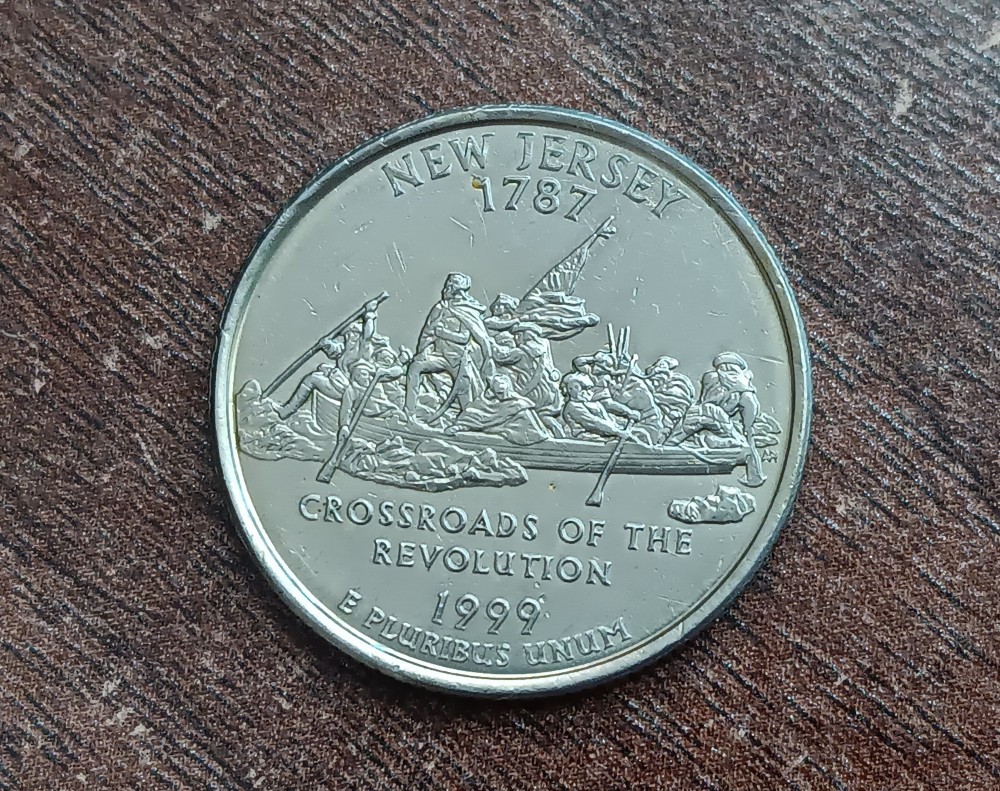 NEW JERSEY
1787
CROSSROADS OF THE
REVOLUTION
1999
E PLURIBUS UNUM